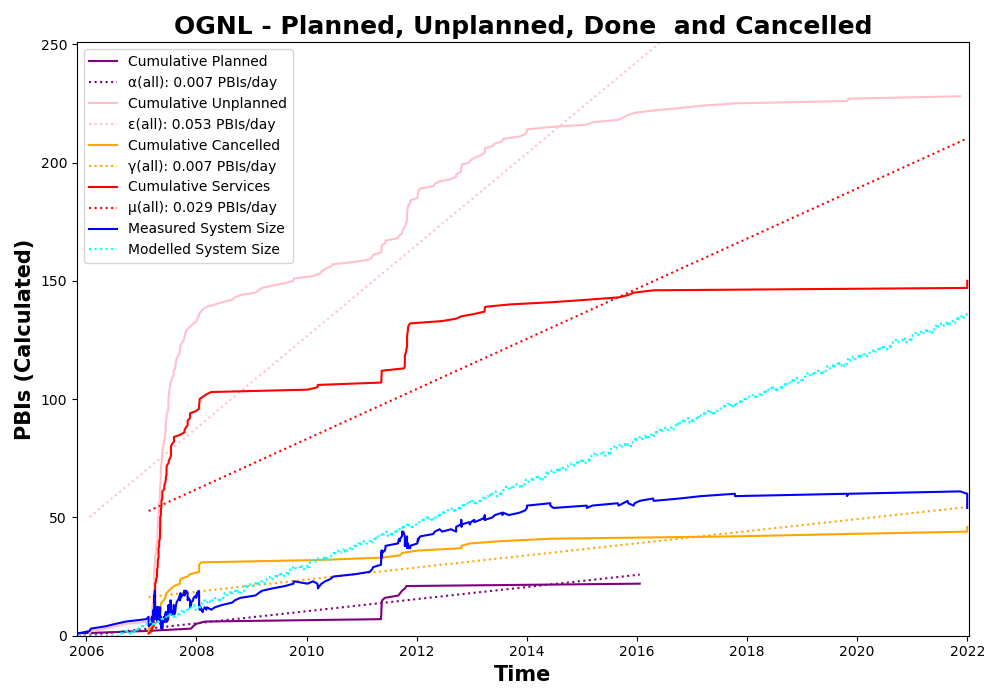 OGNL - Planned, Unplanned, Done  and Cancelled
PBIs (Calculated)
250
200
150
100
50
0
Cumulative Planned
α(all): 0.007 PBIs/day
Cumulative Unplanned
ε(all): 0.053 PBIs/day
Cumulative Cancelled
γ(all): 0.007 PBIs/day
Cumulative Services
μ(all): 0.029 PBIs/day
Measured System Size
Modelled System Size
2006 2008 2010 2012 2014 2016 2018 2020 2022
Time